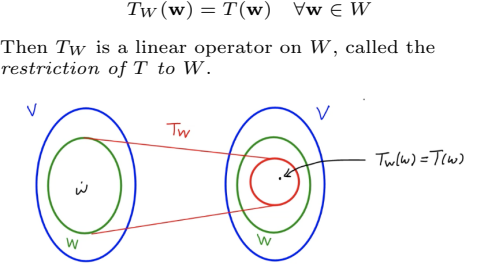 T_W(w) = T(w) ∀w ∈ W
Then T_W is a linear operator on W, called the
restriction of T to W.
V
T_W
V
T_W(w) = T(w)
w
W
W